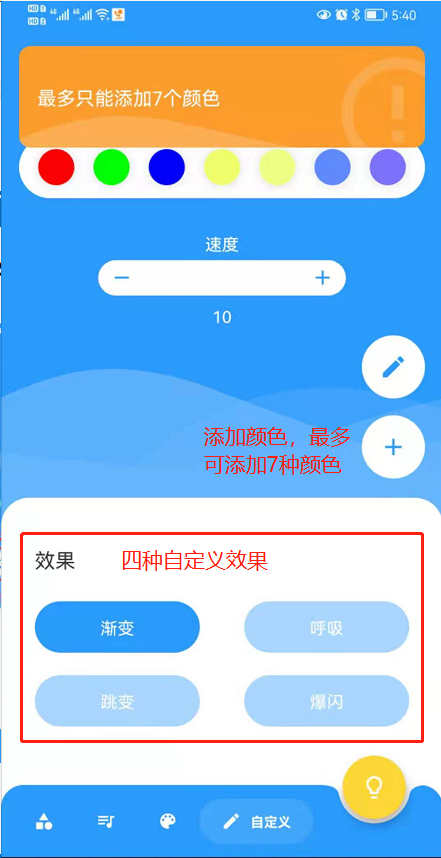 5:40
最多只能添加7个颜色
速度
10
添加颜色，最多
可添加7种颜色
效果
四种自定义效果
渐变
呼吸
跳变
爆闪
自定义